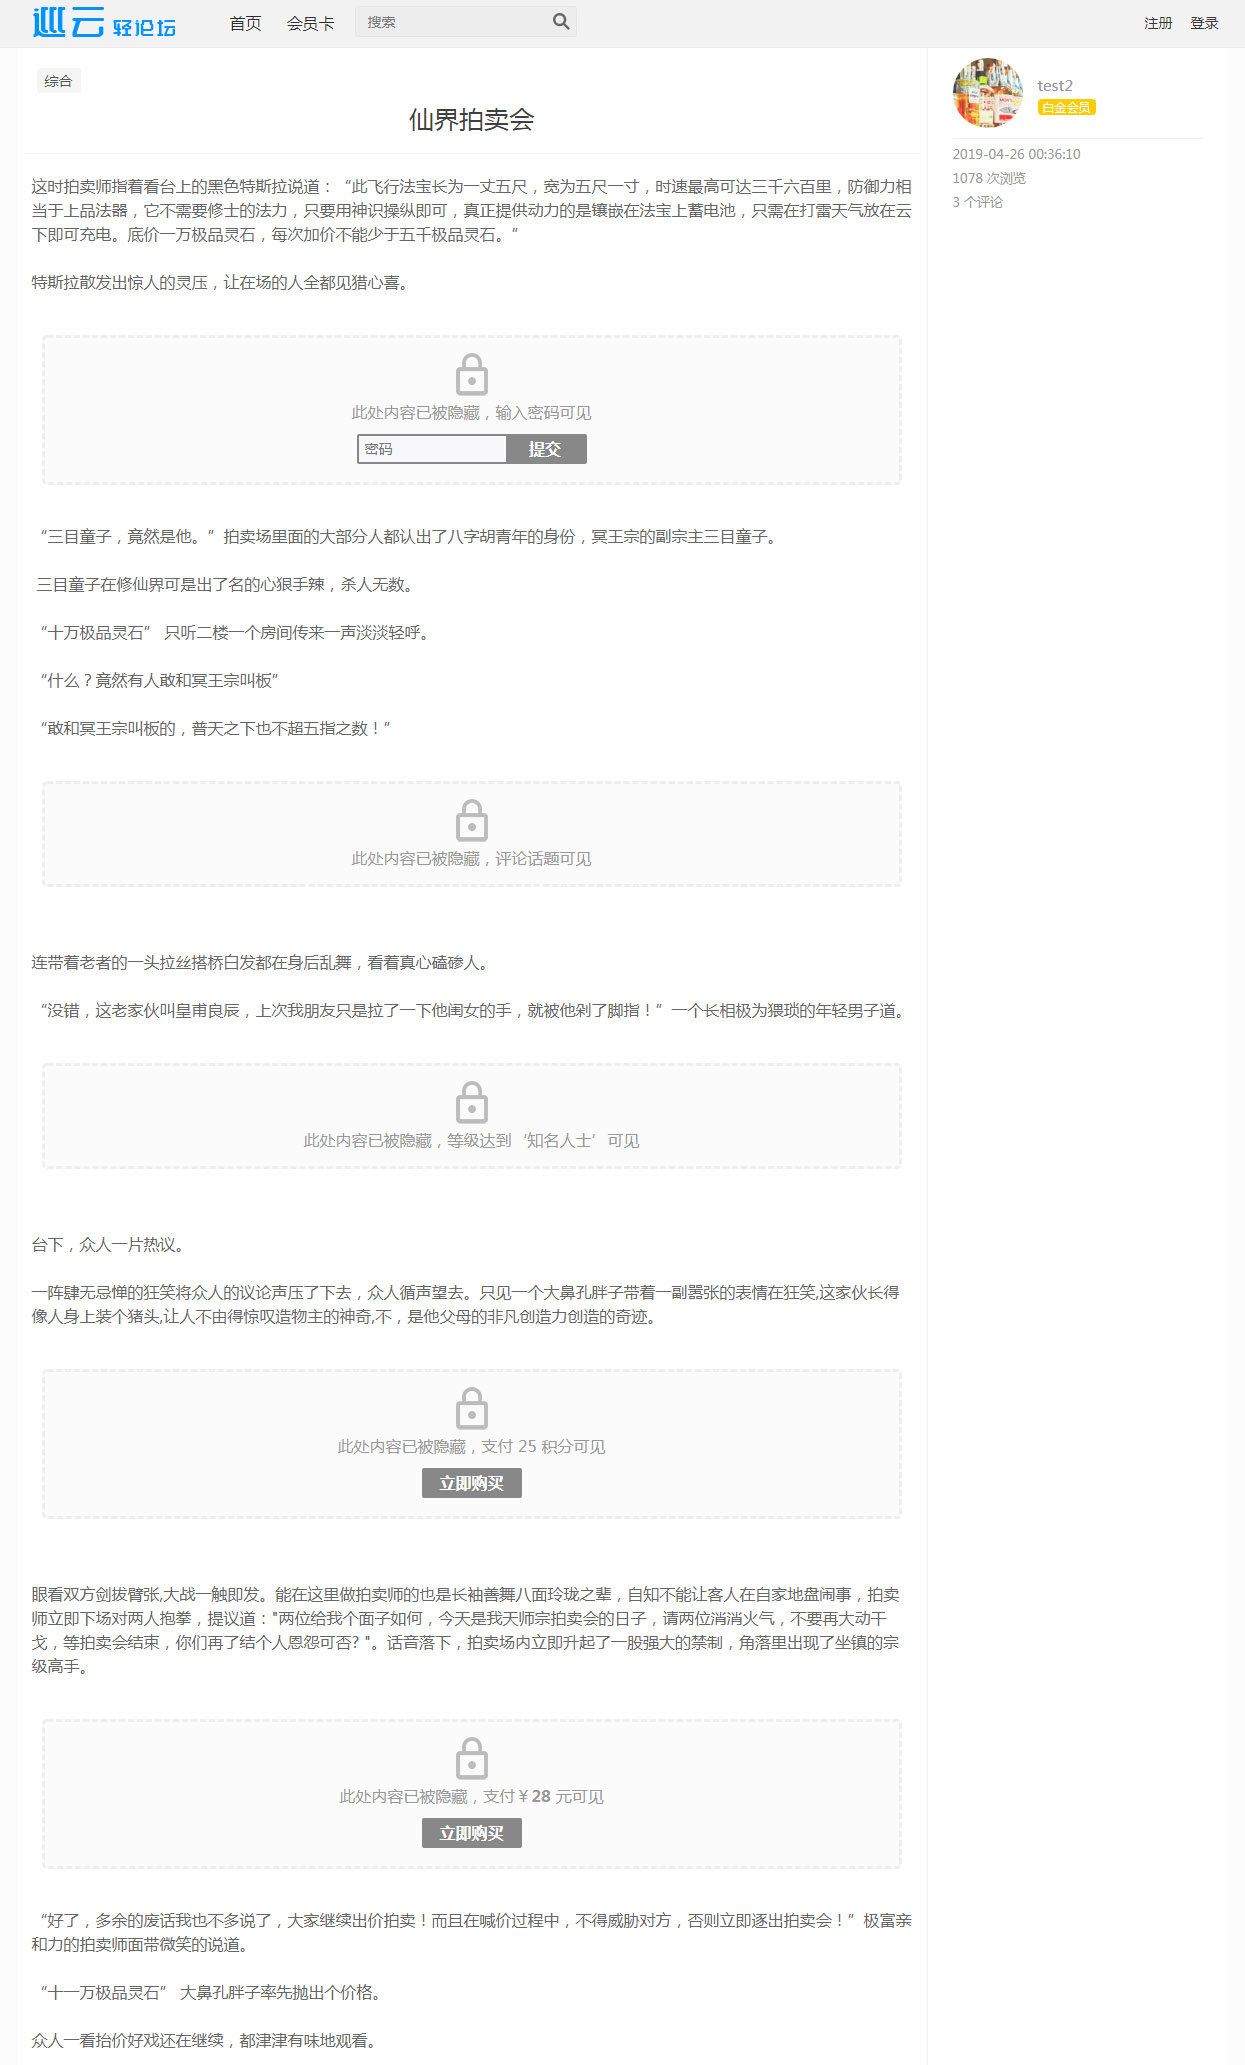 巡云 轻论坛 首页 会员卡 搜索 注册 登录
综合
仙界拍卖会
这时拍卖师指着看台上的黑色特斯拉说道：“此飞行法宝长为一丈五尺，宽为五尺一寸，时速最高可达三千六百里，防御力相
当于上品法器，它不需要修士的法力，只要用神识操纵即可，真正提供动力的是镶嵌在法宝上蓄电池，只需在打雷天气放在云
下即可充电。底价一万极品灵石，每次加价不能少于五千极品灵石。”
特斯拉散发出惊人的灵压，让在场的人全都见猎心喜。
此处内容已被隐藏，输入密码可见
密码 提交
“三目童子，竟然是他。”拍卖场里面的大部分人都认出了八字胡青年的身份，冥王宗的副宗主三目童子。
三目童子在修仙界可是出了名的心狠手辣，杀人无数。
“十万极品灵石” 只听二楼一个房间传来一声淡淡轻呼。
“什么？竟然有人敢和冥王宗叫板”
“敢和冥王宗叫板的，普天之下也不超五指之数！”
此处内容已被隐藏，评论话题可见
连带着老者的一头拉丝搭桥白发都在身后乱舞，看着真心磕碜人。
“没错，这老家伙叫皇甫良辰，上次我朋友只是拉了一下他闺女的手，就被他剁了脚指！”一个长相极为猥琐的年轻男子道。
此处内容已被隐藏，等级达到‘知名人士’可见
台下，众人一片热议。
一阵肆无忌惮的狂笑将众人的议论声压了下去，众人循声望去。只见一个大鼻孔胖子带着一副嚣张的表情在狂笑,这家伙长得
像人身上装个猪头,让人不由得惊叹造物主的神奇,不，是他父母的非凡创造力创造的奇迹。
此处内容已被隐藏，支付 25 积分可见
立即购买
眼看双方剑拔臂张,大战一触即发。能在这里做拍卖师的也是长袖善舞八面玲珑之辈，自知不能让客人在自家地盘闹事，拍卖
师立即下场对两人抱拳，提议道："两位给我个面子如何，今天是我天师宗拍卖会的日子，请两位消消火气，不要再大动干
戈，等拍卖会结束，你们再了结个人恩怨可否？"。话音落下，拍卖场内立即升起了一股强大的禁制，角落里出现了坐镇的宗
级高手。
此处内容已被隐藏，支付￥28 元可见
立即购买
“好了，多余的废话我也不多说了，大家继续出价拍卖！而且在喊价过程中，不得威胁对方，否则立即逐出拍卖会！”极富亲
和力的拍卖师面带微笑的说道。
“十一万极品灵石” 大鼻孔胖子率先抛出个价格。
众人一看抬价好戏还在继续，都津津有味地观看。
test2
白金会员
2019-04-26 00:36:10
1078 次浏览
3 个评论